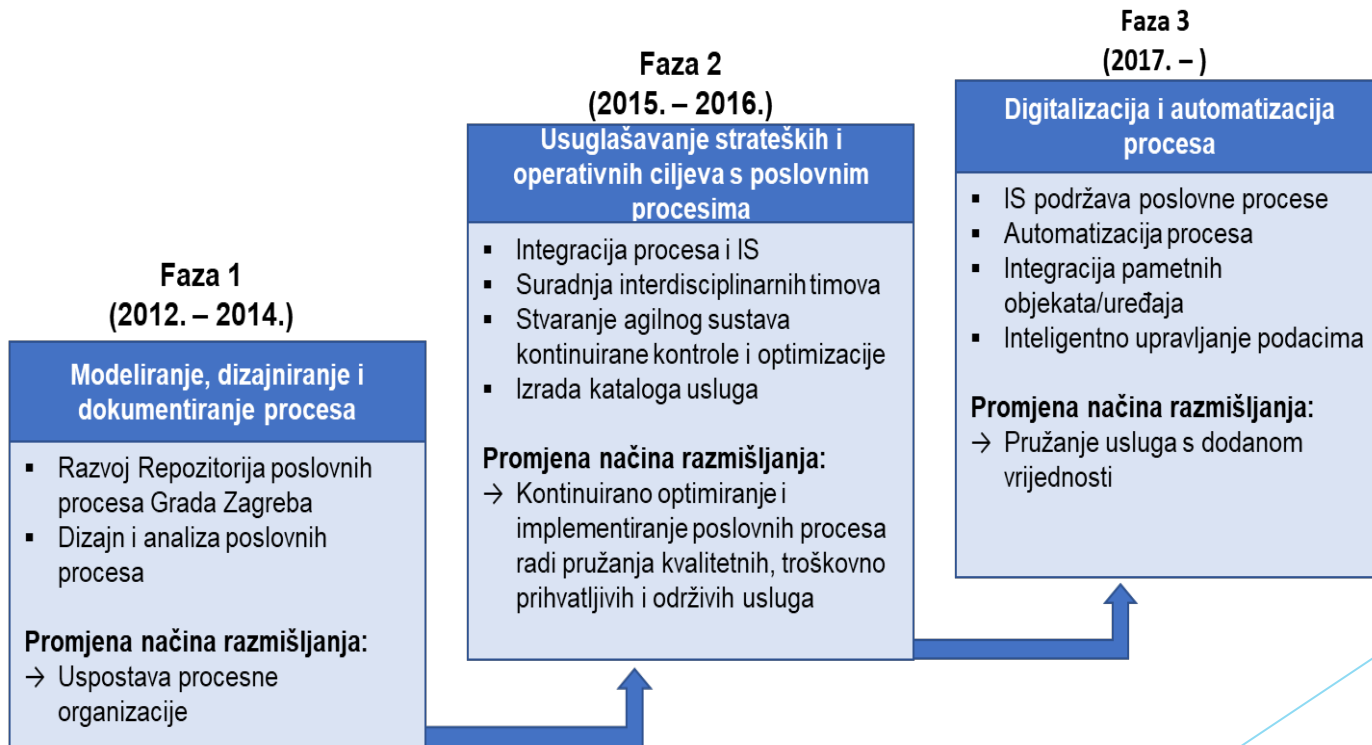 Faza 1
(2012. – 2014.)
Modeliranje, dizajniranje i
dokumentiranje procesa
▪ Razvoj Repozitorija poslovnih
procesa Grada Zagreba
▪ Dizajn i analiza poslovnih
procesa
Promjena načina razmišljanja:
→ Uspostava procesne
organizacije
Faza 2
(2015. – 2016.)
Usuglašavanje strateških i
operativnih ciljeva s poslovnim
procesima
▪ Integracija procesa i IS
▪ Suradnja interdisciplinarnih timova
▪ Stvaranje agilnog sustava
kontinuirane kontrole i optimizacije
▪ Izrada kataloga usluga
Promjena načina razmišljanja:
→ Kontinuirano optimiranje i
implementiranje poslovnih procesa
radi pružanja kvalitetnih, troškovno
prihvatljivih i održivih usluga
Faza 3
(2017. – )
Digitalizacija i automatizacija
procesa
▪ IS podržava poslovne procese
▪ Automatizacija procesa
▪ Integracija pametnih
objekata/uređaja
▪ Inteligentno upravljanje podacima
Promjena načina razmišljanja:
→ Pružanje usluga s dodanom
vrijednosti